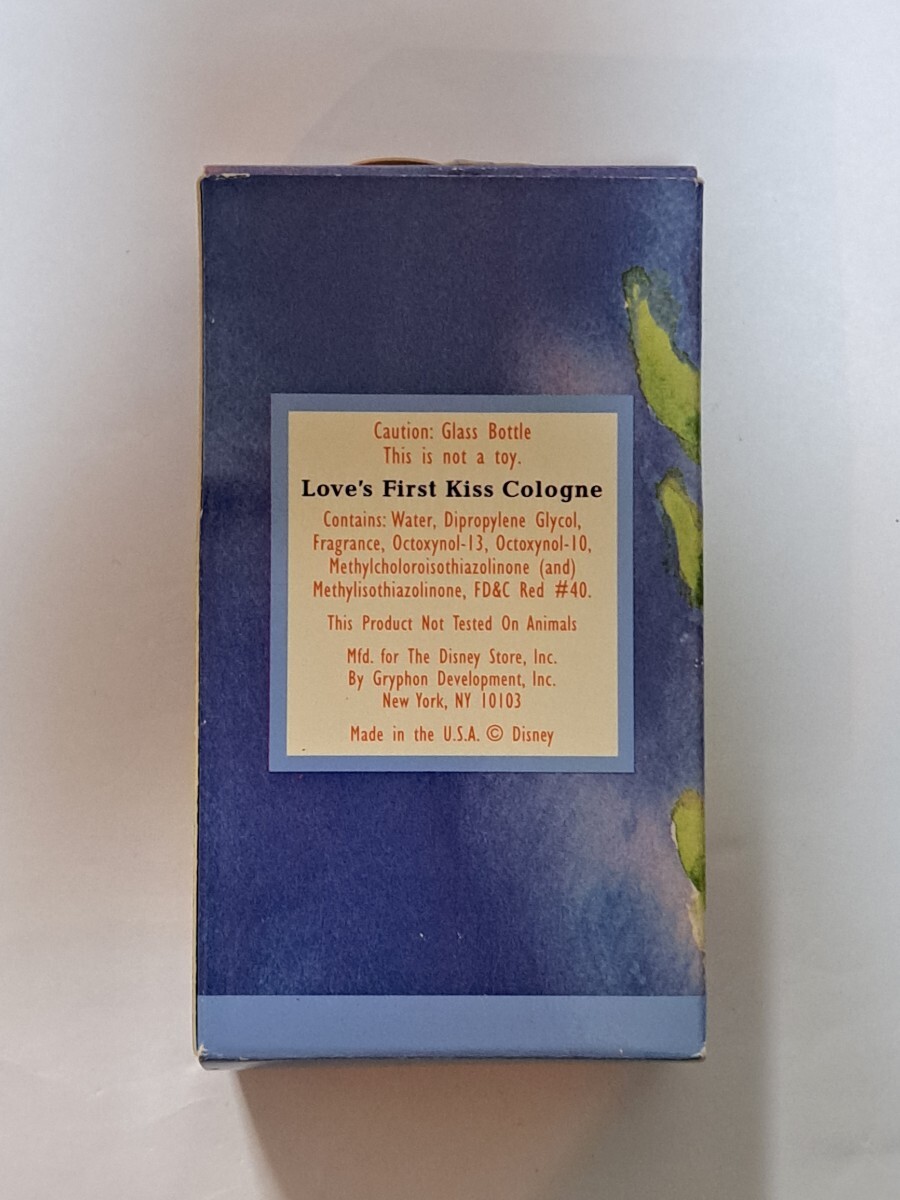 Caution: Glass Bottle
This is not a toy.
Love's First Kiss Cologne
Contains: Water, Dipropylene Glycol,
Fragrance, Octoxynol-13, Octoxynol-10,
Methylcholoroisothiazolinone (and)
Methylisothiazolinone, FD&C Red #40.
This Product Not Tested On Animals
Mfd. for The Disney Store, Inc.
By Gryphon Development, Inc.
New York, NY 10103
Made in the U.S.A. © Disney